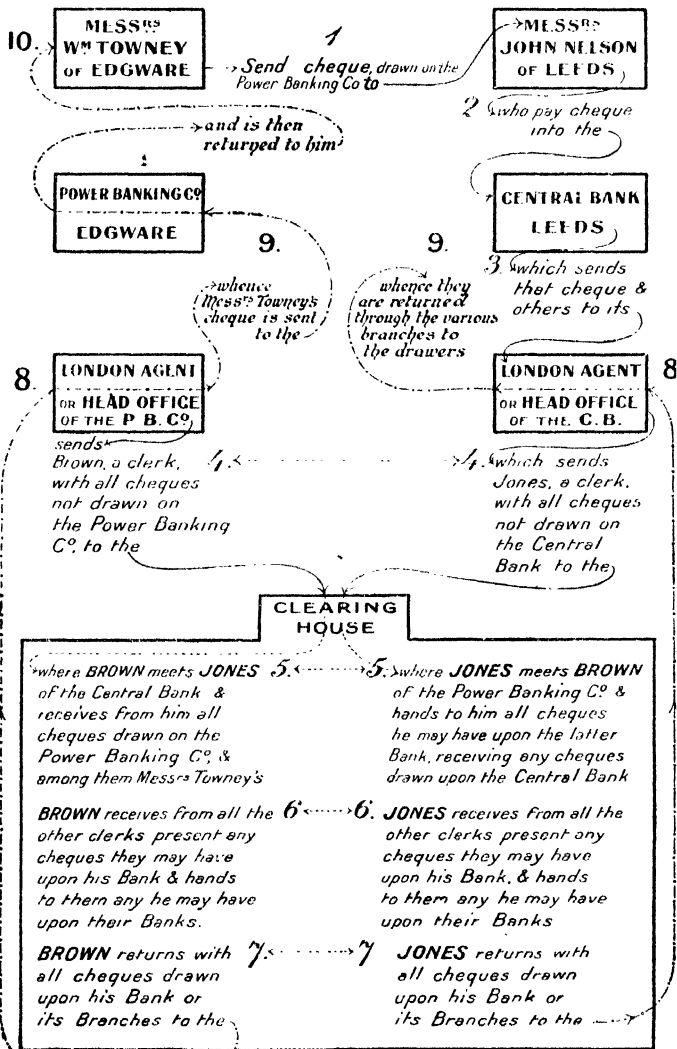 10.
MESSRS
WM TOWNEY
OF EDGWARE
1
Send cheque, drawn on the
Power Banking Co to
MESSRS
JOHN NELSON
OF LEEDS
2 who pay cheque
into the
and is then
returned to him
POWER BANKING Co
EDGWARE
CENTRAL BANK
LEEDS
3. which sends
that cheque &
others to its
9.
whence
Messrs Towney's
cheque is sent
to the
9.
whence they
are returned
through the various
branches to
the drawers
8.
LONDON AGENT
OR HEAD OFFICE
OF THE P. B. Co
LONDON AGENT
OR HEAD OFFICE
OF THE C. B.
8
sends
Brown, a clerk,
with all cheques
not drawn on
the Power Banking
Co, to the
4.
4. which sends
Jones, a clerk,
with all cheques
not drawn on
the Central
Bank to the
CLEARING
HOUSE
where BROWN meets JONES 5.
of the Central Bank &
receives from him all
cheques drawn on the
Power Banking Co, &
among them Messrs Towney's
5. where JONES meets BROWN
of the Power Banking Co &
hands to him all cheques
he may have upon the latter
Bank, receiving any cheques
drawn upon the Central Bank
BROWN receives from all the 6
other clerks present any
cheques they may have
upon his Bank & hands
to them any he may have
upon their Banks.
6. JONES receives from all the
other clerks present any
cheques they may have
upon his Bank, & hands
to them any he may have
upon their Banks
BROWN returns with 7.
all cheques drawn
upon his Bank or
its Branches to the
7 JONES returns with
all cheques drawn
upon his Bank or
its Branches to the